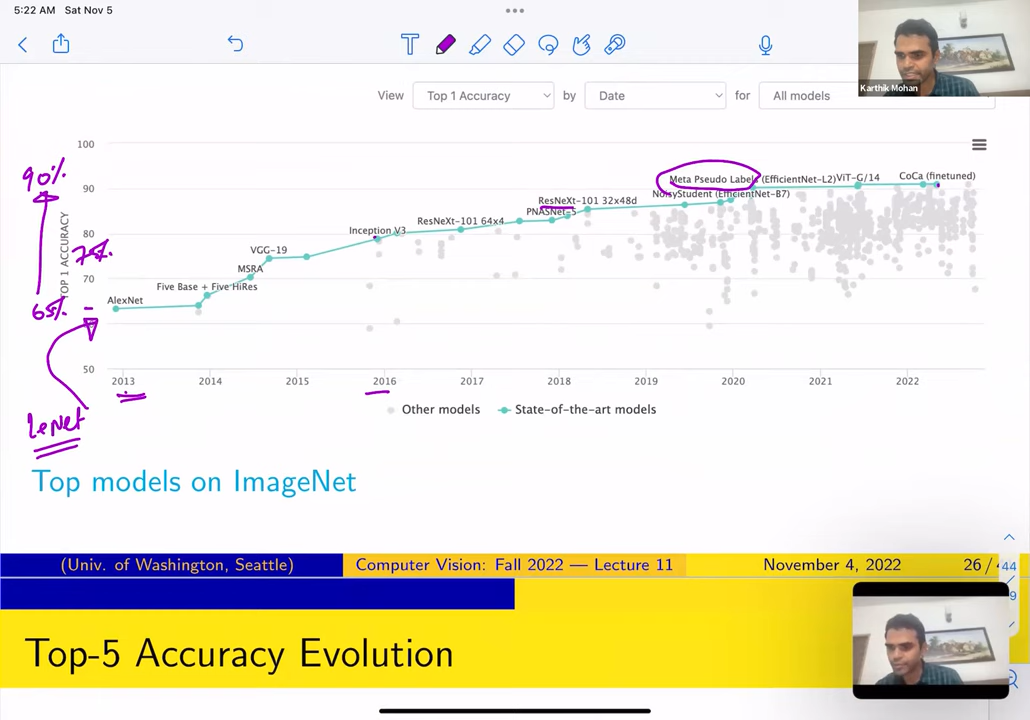 5:22 AM Sat Nov 5
Karthik Mohan
View Top 1 Accuracy by Date for All models
100
90
80
70
50
TOP 1 ACCURACY
90%
75%
65%
LeNet
AlexNet
Five Base + Five HiRes
MSRA
VGG-19
Inception V3
ResNeXt-101 64x4
PNASNet-5
ResNeXt-101 32x48d
NoisyStudent (EfficientNet-B7)
Meta Pseudo Labels (EfficientNet-L2)
ViT-G/14
CoCa (finetuned)
2013 2014 2015 2016 2017 2018 2019 2020 2021 2022
Other models State-of-the-art models
Top models on ImageNet
(Univ. of Washington, Seattle) Computer Vision: Fall 2022 — Lecture 11 November 4, 2022 26 /
44
9
Top-5 Accuracy Evolution